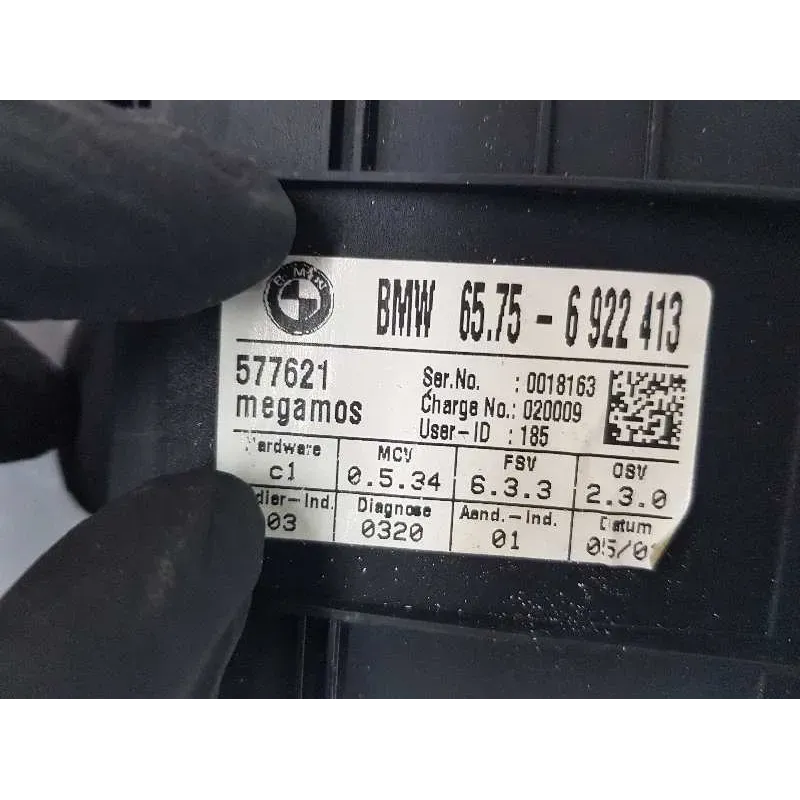 BMW
BMW 65.75 - 6 922 413
577621
megamos
Ser.No. : 0018163
Charge No.: 020009
User-ID : 185
MCV FSV OSV
c1 0.5.34 6.3.3 2.3.0
Diagnose Aend.-Ind.
03 0320 01